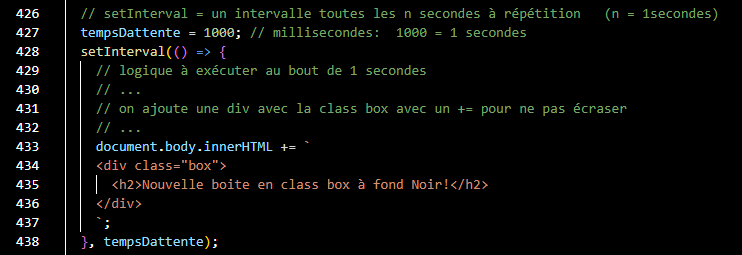 426 // setInterval = un intervalle toutes les n secondes à répétition   (n = 1secondes)
427 tempsDattente = 1000; // millisecondes:  1000 = 1 secondes
428 setInterval(() => {
429   // logique à exécuter au bout de 1 secondes
430   // ...
431   // on ajoute une div avec la class box avec un += pour ne pas écraser
432   // ...
433   document.body.innerHTML += `
434   <div class="box">
435     <h2>Nouvelle boite en class box à fond Noir!</h2>
436   </div>
437   `;
438 }, tempsDattente);